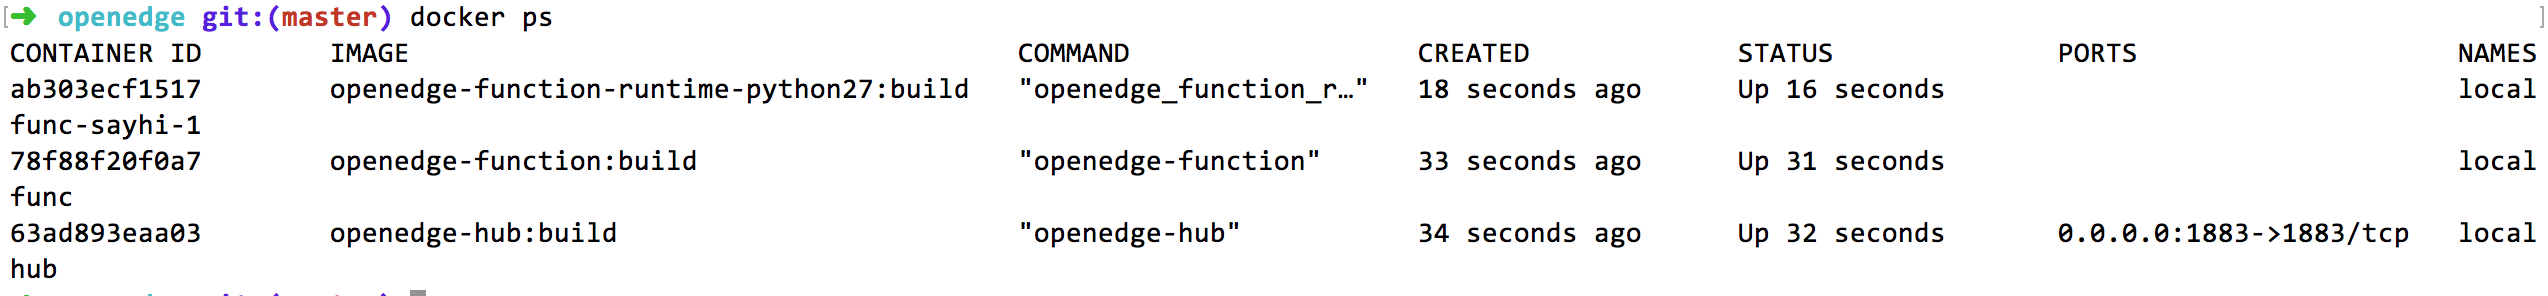 [➜  openedge git:(master) docker ps ]
CONTAINER ID        IMAGE                                      COMMAND                  CREATED             STATUS              PORTS                    NAMES
ab303ecf1517        openedge-function-runtime-python27:build   "openedge_function_r…"   18 seconds ago      Up 16 seconds                                local
func-sayhi-1
78f88f20f0a7        openedge-function:build                    "openedge-function"      33 seconds ago      Up 31 seconds                                local
func
63ad893eaa03        openedge-hub:build                         "openedge-hub"           34 seconds ago      Up 32 seconds       0.0.0.0:1883->1883/tcp   local
hub